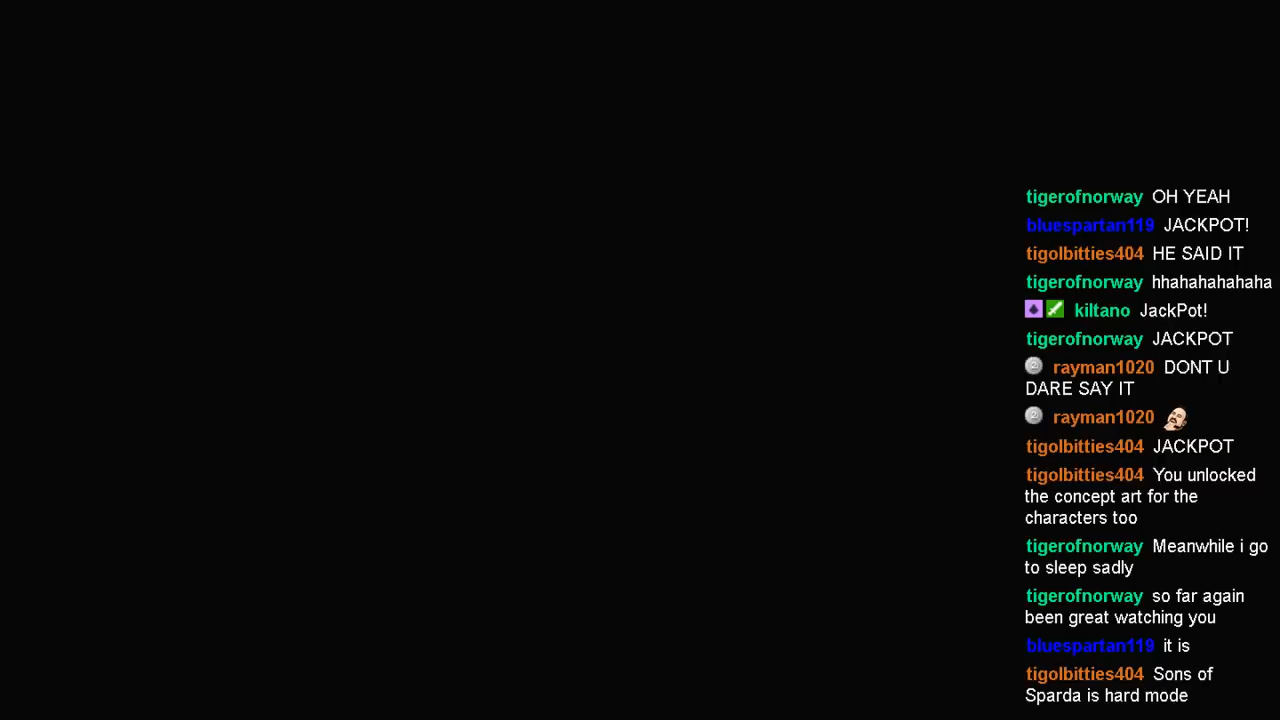 tigerofnorway OH YEAH
bluespartan119 JACKPOT!
tigolbitties404 HE SAID IT
tigerofnorway hhahahahahaha
kiltano JackPot!
tigerofnorway JACKPOT
rayman1020 DONT U
DARE SAY IT
rayman1020
tigolbitties404 JACKPOT
tigolbitties404 You unlocked
the concept art for the
characters too
tigerofnorway Meanwhile i go
to sleep sadly
tigerofnorway so far again
been great watching you
bluespartan119 it is
tigolbitties404 Sons of
Sparda is hard mode